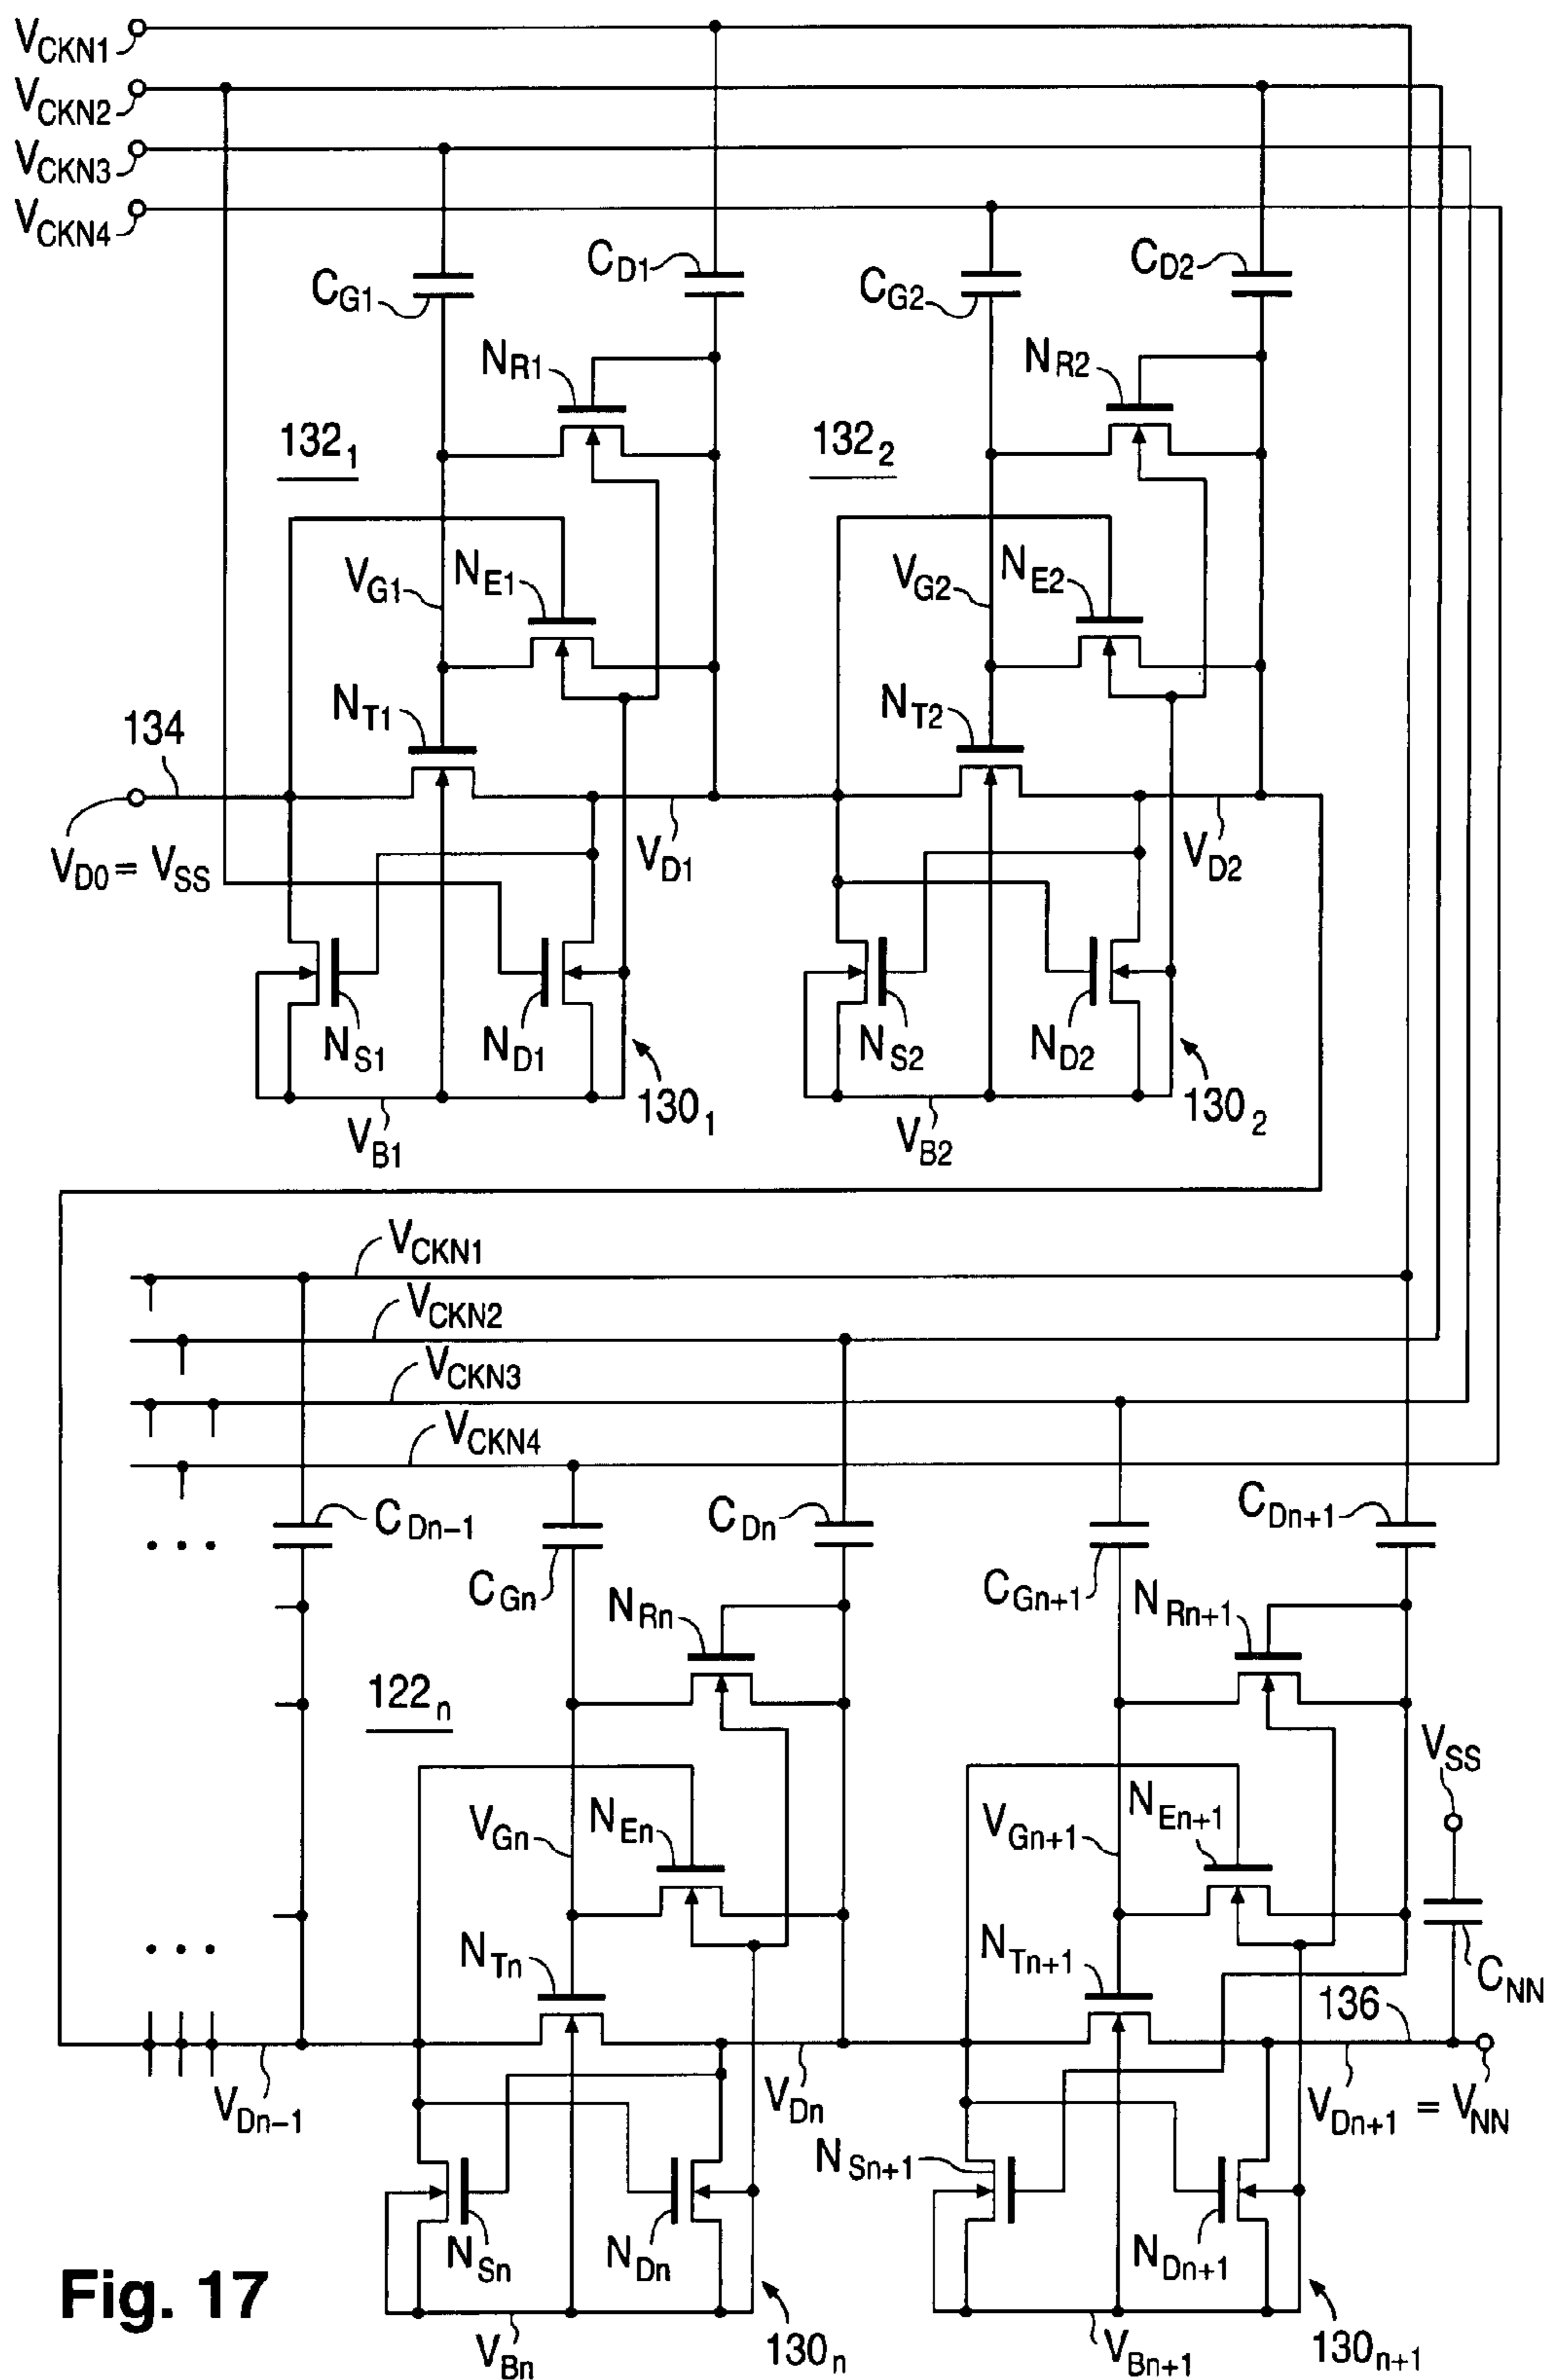 VCKN1
VCKN2
VCKN3
VCKN4
CG1
CD1
CG2
CD2
NR1
NR2
1321
1322
VG1
NE1
VG2
NE2
NT1
NT2
134
VD0 = VSS
VD1
VD2
NS1
ND1
NS2
ND2
1301
1302
VB1
VB2
VCKN1
VCKN2
VCKN3
VCKN4
...
CDn-1
CGn
CDn
CGn+1
CDn+1
NRn
NRn+1
122n
VSS
VGn
NEn
VGn+1
NEn+1
...
NTn
NTn+1
CNN
136
VDn-1
VDn
VDn+1 = VNN
NSn
NDn
NSn+1
NDn+1
Fig. 17
VBn
130n
VBn+1
130n+1